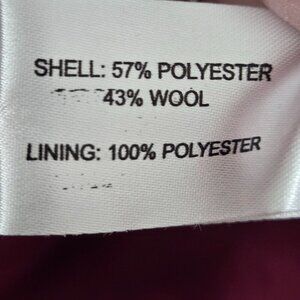 SHELL: 57% POLYESTER
43% WOOL
LINING: 100% POLYESTER